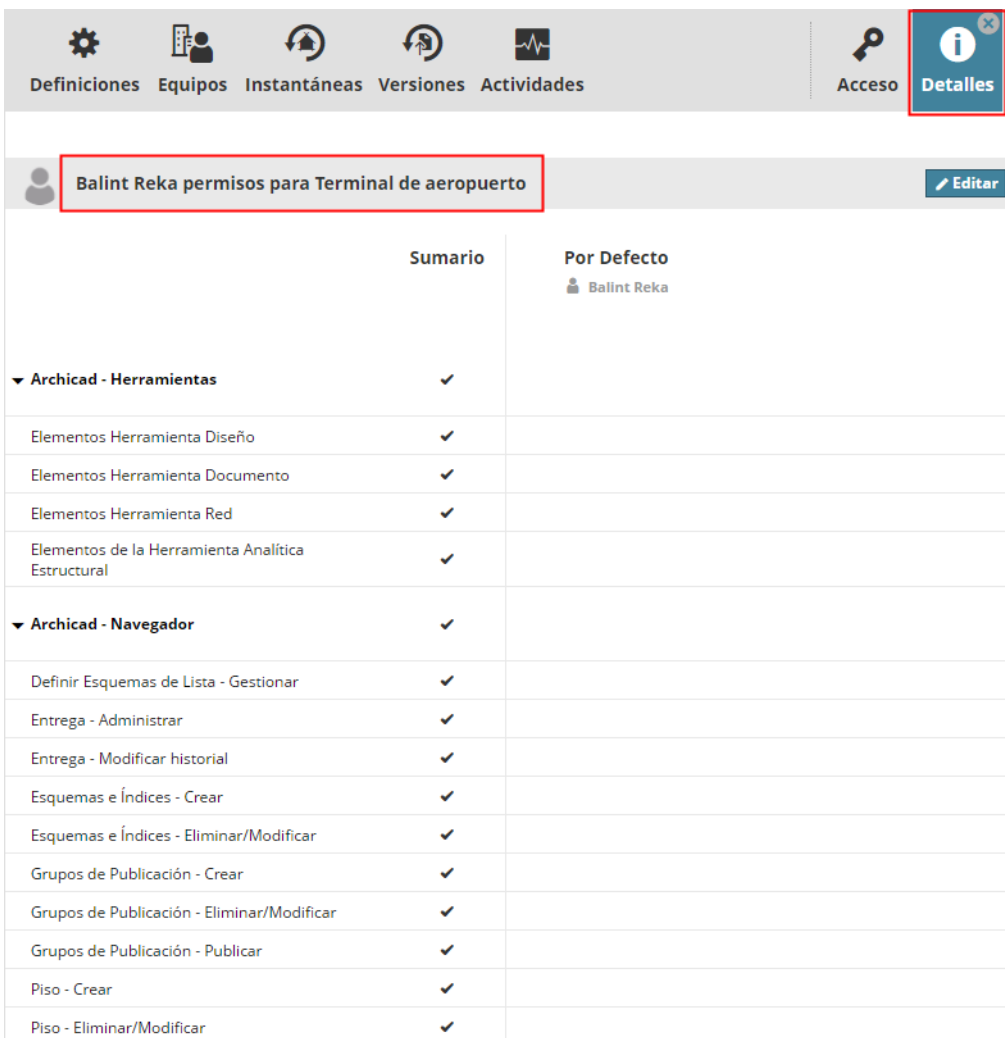 Definiciones Equipos Instantáneas Versiones Actividades Acceso Detalles
Balint Reka permisos para Terminal de aeropuerto
Editar
Sumario Por Defecto
Balint Reka
Archicad - Herramientas
Elementos Herramienta Diseño
Elementos Herramienta Documento
Elementos Herramienta Red
Elementos de la Herramienta Analítica
Estructural
Archicad - Navegador
Definir Esquemas de Lista - Gestionar
Entrega - Administrar
Entrega - Modificar historial
Esquemas e Índices - Crear
Esquemas e Índices - Eliminar/Modificar
Grupos de Publicación - Crear
Grupos de Publicación - Eliminar/Modificar
Grupos de Publicación - Publicar
Piso - Crear
Piso - Eliminar/Modificar